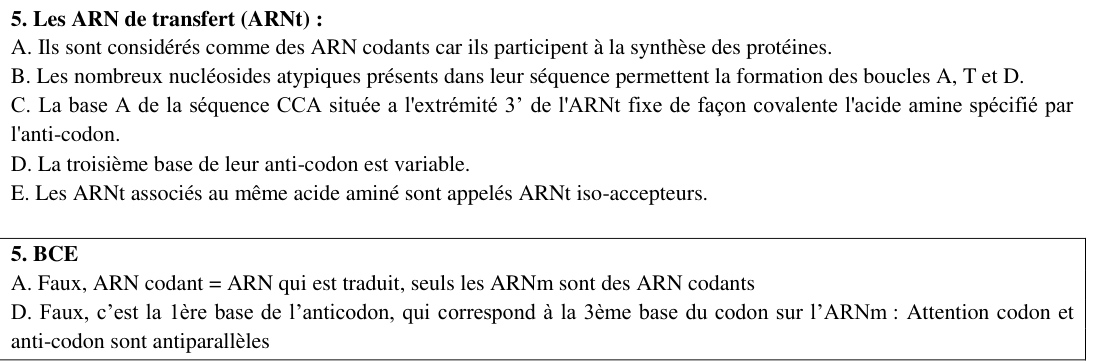 5. Les ARN de transfert (ARNt) :
A. Ils sont considérés comme des ARN codants car ils participent à la synthèse des protéines.
B. Les nombreux nucléosides atypiques présents dans leur séquence permettent la formation des boucles A, T et D.
C. La base A de la séquence CCA située a l'extrémité 3’ de l'ARNt fixe de façon covalente l'acide amine spécifié par
l'anti-codon.
D. La troisième base de leur anti-codon est variable.
E. Les ARNt associés au même acide aminé sont appelés ARNt iso-accepteurs.
5. BCE
A. Faux, ARN codant = ARN qui est traduit, seuls les ARNm sont des ARN codants
D. Faux, c’est la 1ère base de l’anticodon, qui correspond à la 3ème base du codon sur l’ARNm : Attention codon et
anti-codon sont antiparallèles